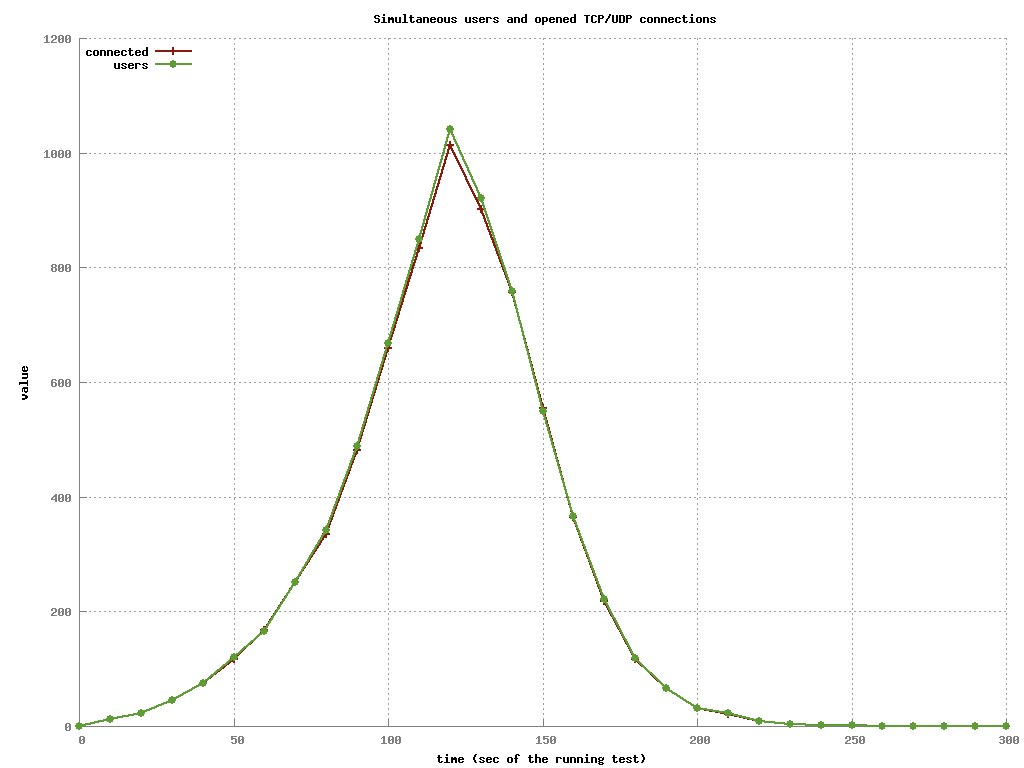 Simultaneous users and opened TCP/UDP connections
1200
connected
users
1000
800
600
value
400
200
0
0 50 100 150 200 250 300
time (sec of the running test)